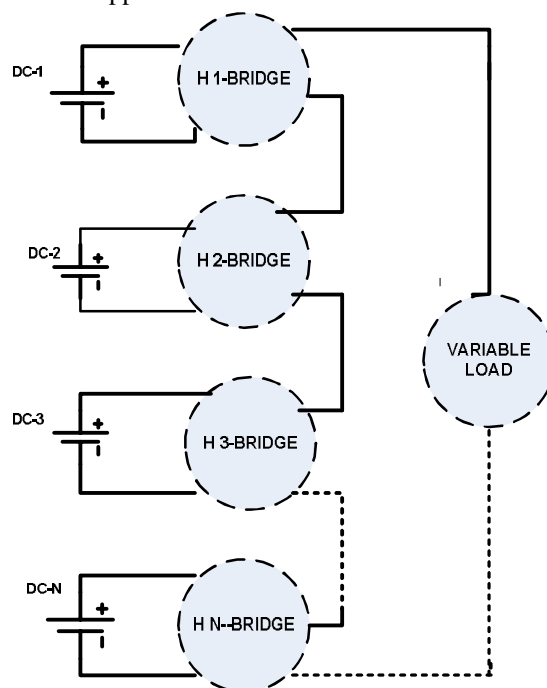 H 1-BRIDGE
DC-1
+
H 2-BRIDGE
DC-2
+
VARIABLE
LOAD
H 3-BRIDGE
DC-3
+
DC-N
+
H N--BRIDGE